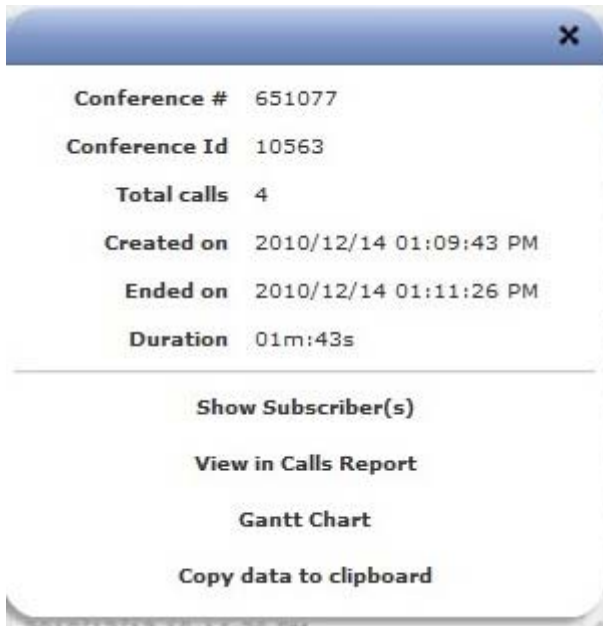 Conference # 651077
Conference Id 10563
Total calls 4
Created on 2010/12/14 01:09:43 PM
Ended on 2010/12/14 01:11:26 PM
Duration 01m:43s
Show Subscriber(s)
View in Calls Report
Gantt Chart
Copy data to clipboard